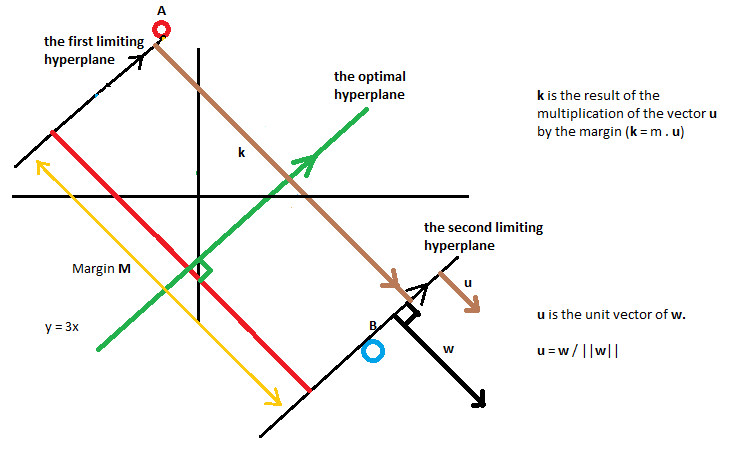 A
the first limiting
hyperplane
the optimal
hyperplane
k is the result of the
multiplication of the vector u
by the margin (k = m . u)
k
the second limiting
hyperplane
Margin M
u
y = 3x
B
u is the unit vector of w.
w
u = w / ||w||